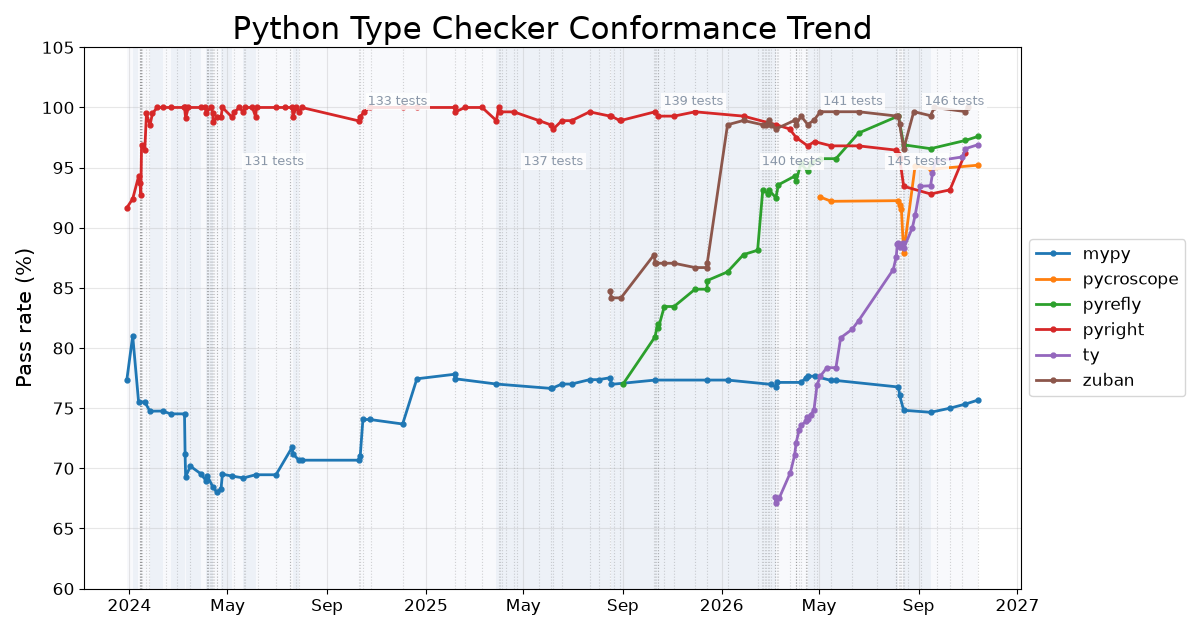 Python Type Checker Conformance Trend
Pass rate (%)
105
100
95
90
85
80
75
70
65
60
133 tests
139 tests
141 tests
146 tests
131 tests
137 tests
140 tests
145 tests
2024
May
Sep
2025
May
Sep
2026
May
Sep
2027
mypy
pycroscope
pyrefly
pyright
ty
zuban